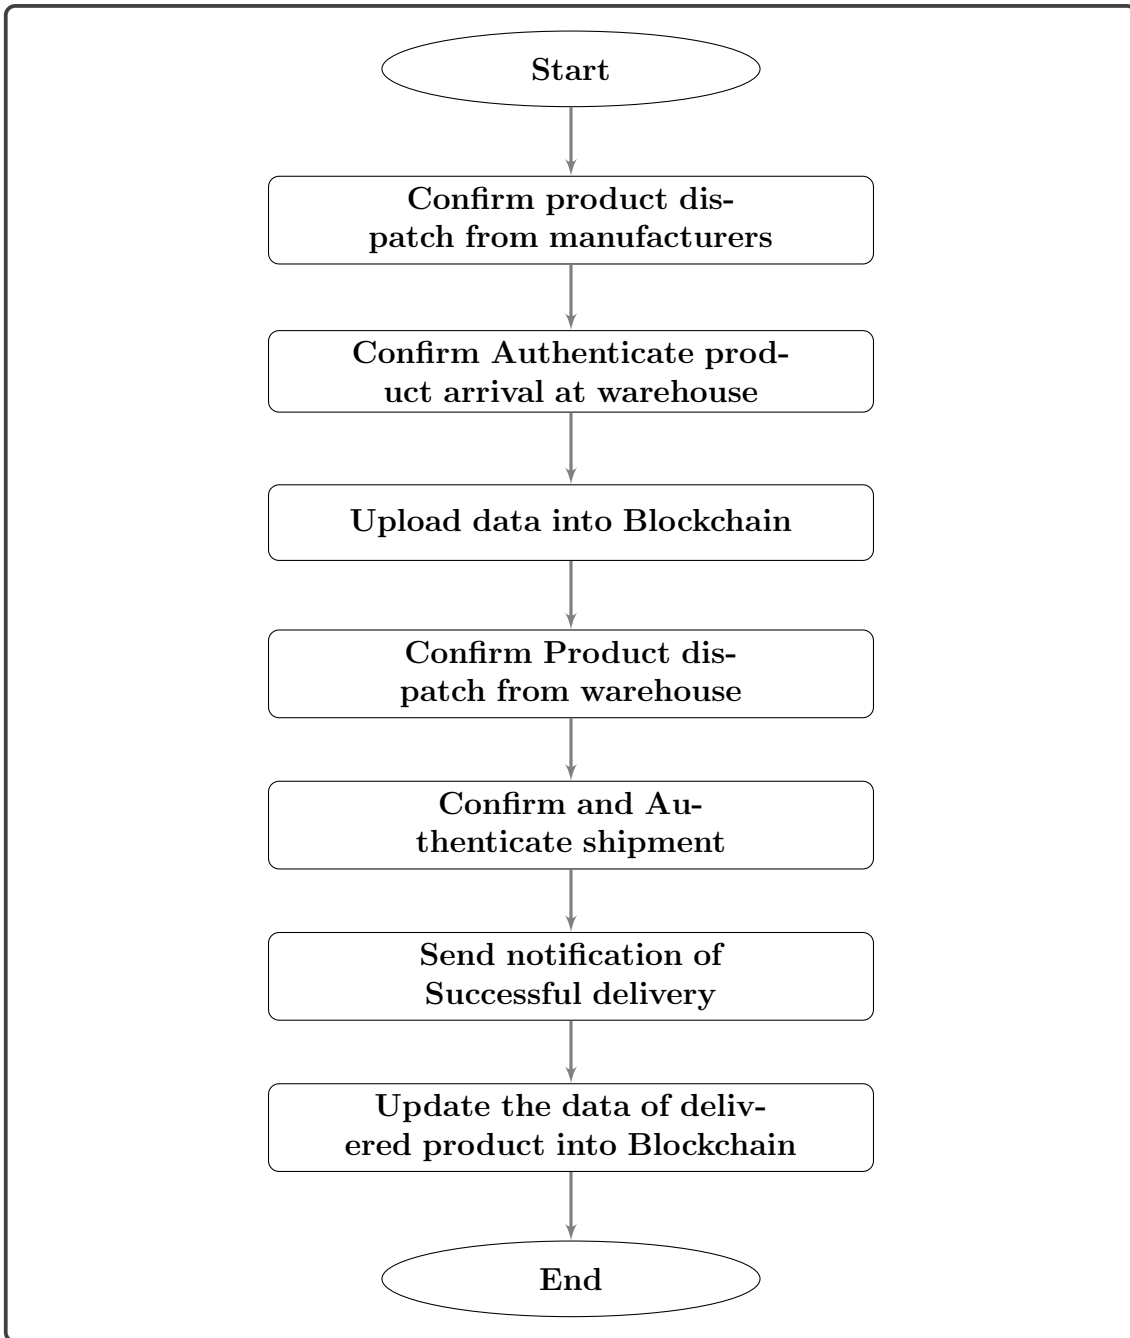 Start
Confirm product dis-
patch from manufacturers
Confirm Authenticate prod-
uct arrival at warehouse
Upload data into Blockchain
Confirm Product dis-
patch from warehouse
Confirm and Au-
thenticate shipment
Send notification of
Successful delivery
Update the data of deliv-
ered product into Blockchain
End